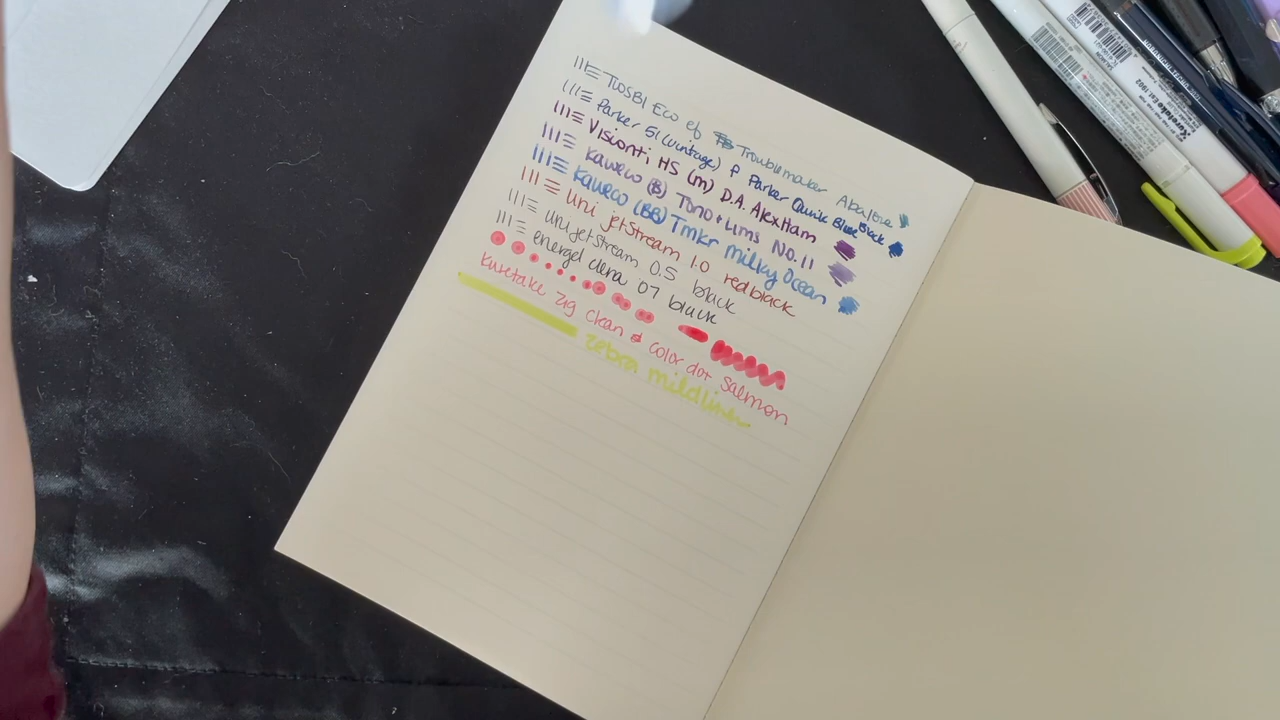 TWSBI Eco ef Troublemaker Abalone
Parker 51 (vintage) F Parker Quink Blue Black
Visconti HS (m) D.A. Alextham
Kaweco (B) Tono & Lims No.11
Kaweco (BB) Tmkr Milky Ocean
Uni jetstream 1.0 red black
Uni jetstream 0.5 black
energel clena 07 black
Kuretake zig clean & color dot salmon
zebra mildliner